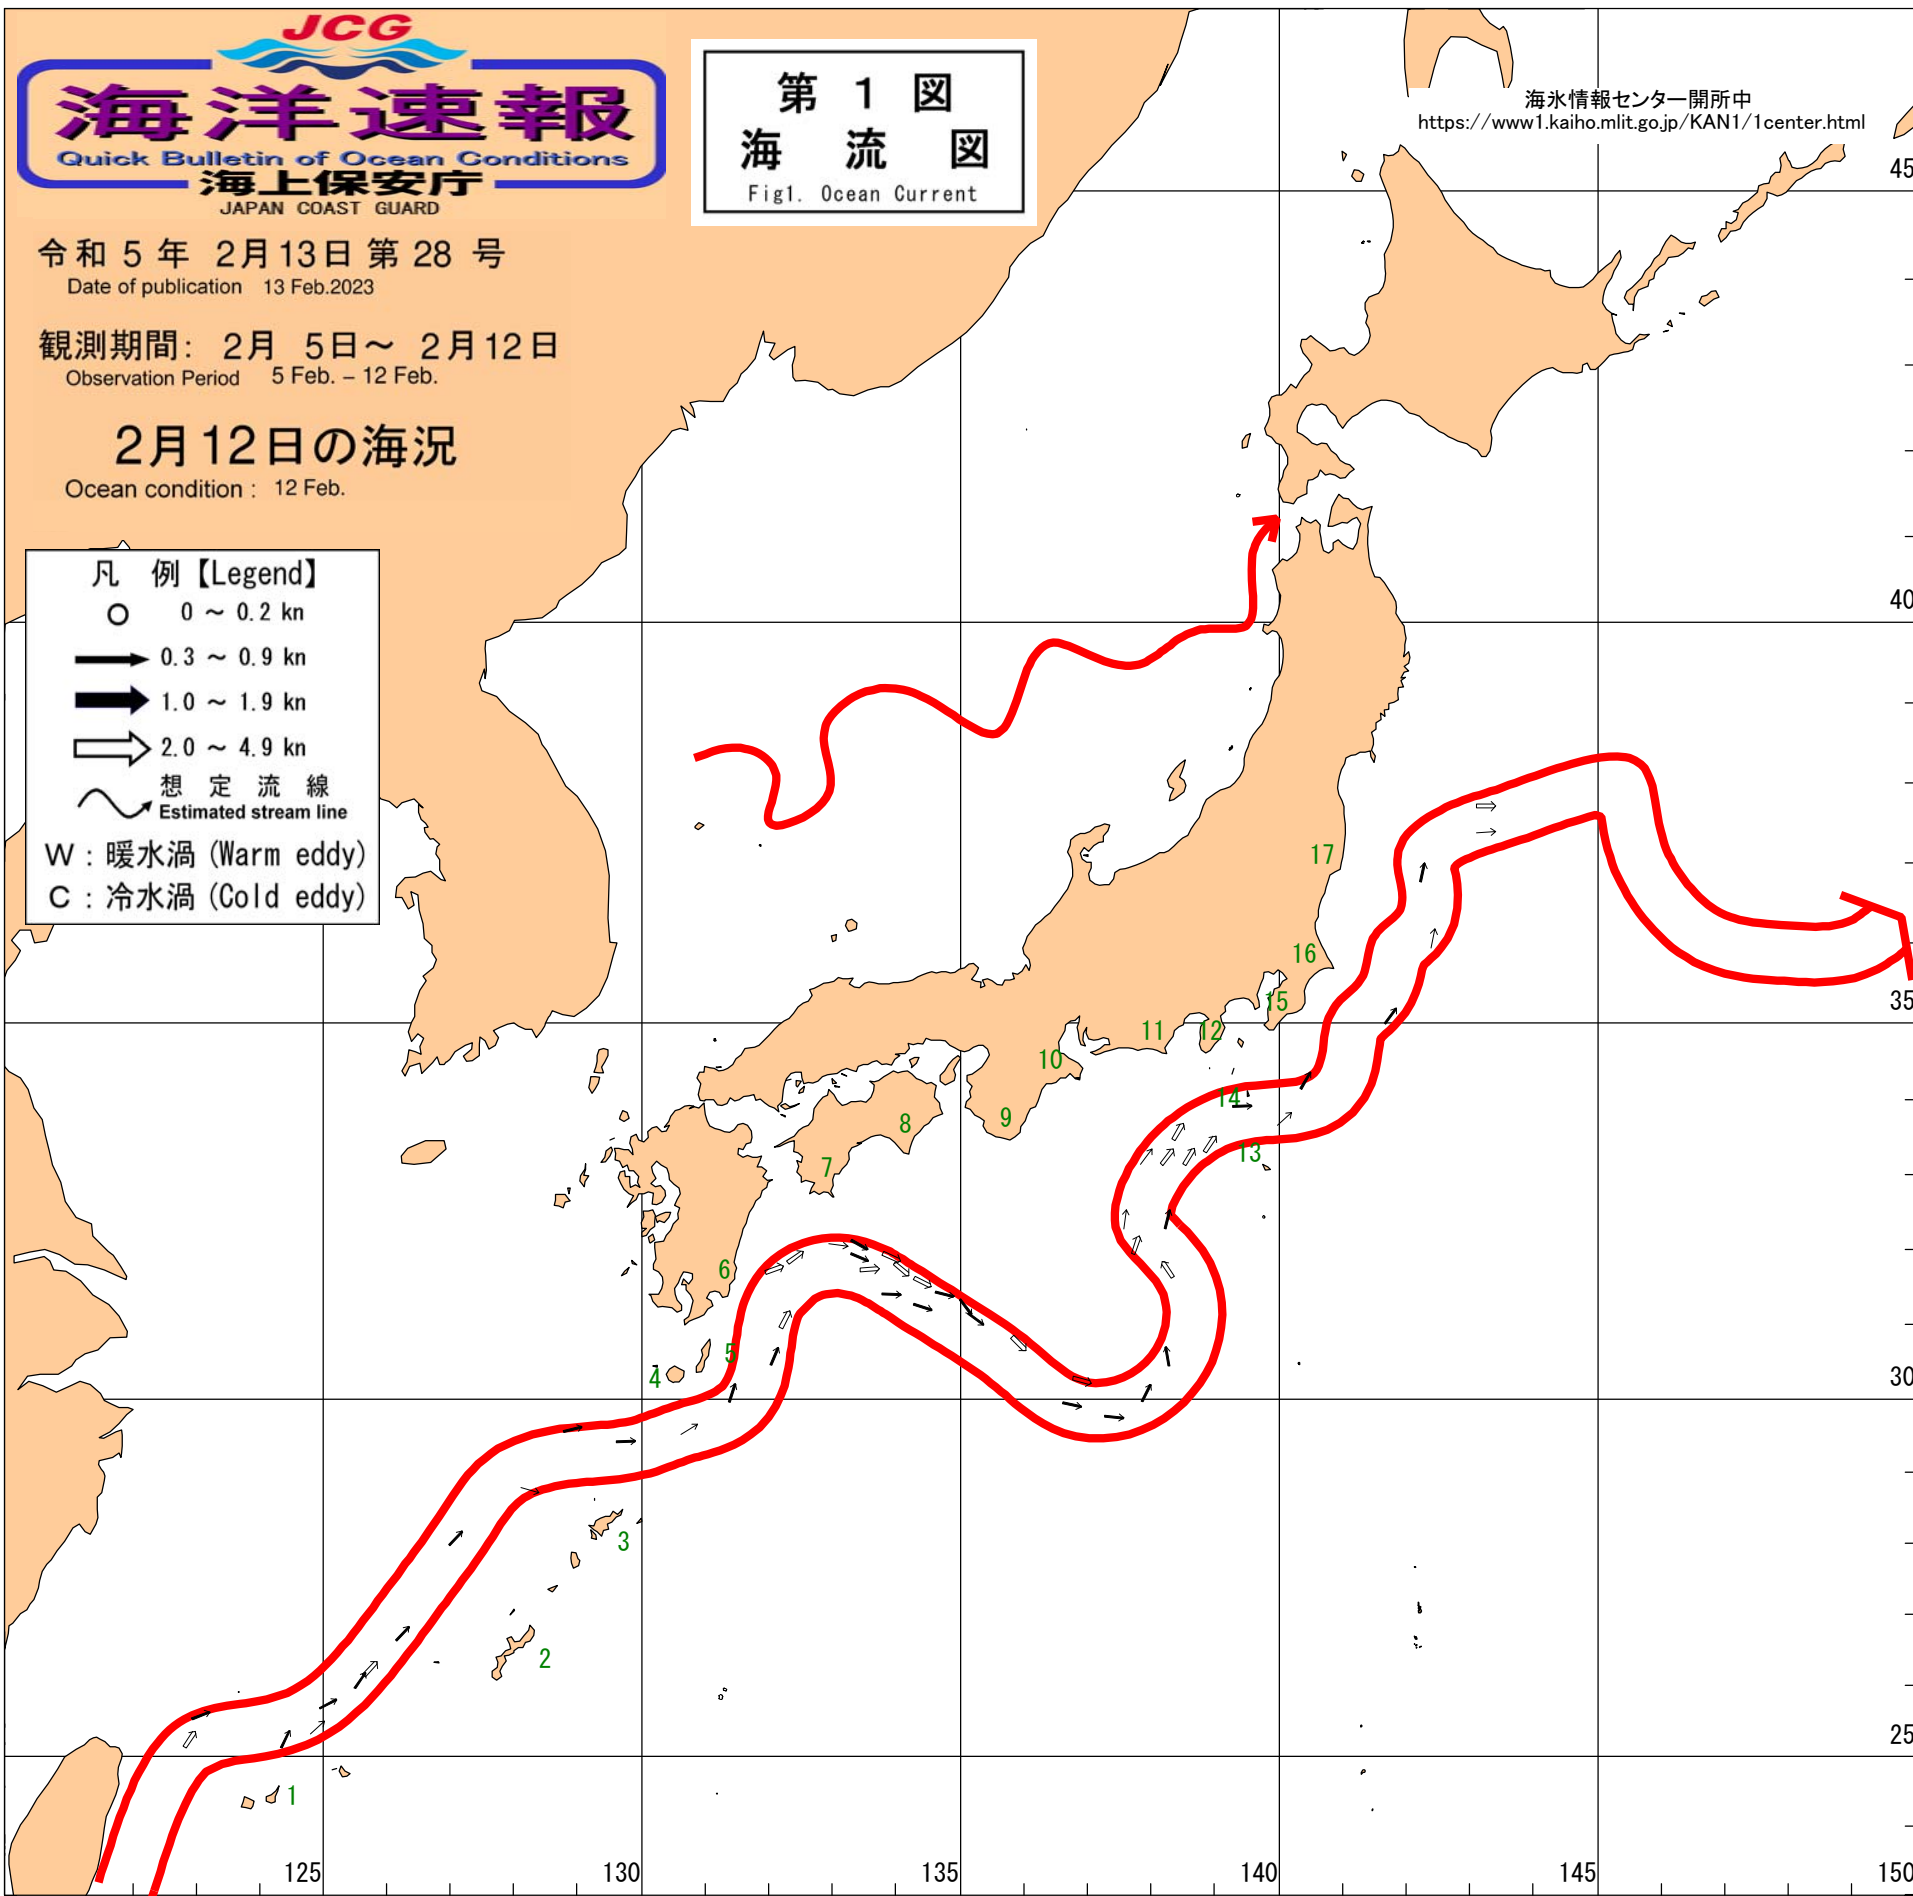 JCG
海洋速報
Quick Bulletin of Ocean Conditions
海上保安庁
JAPAN COAST GUARD
第 1 図
海 流 図
Fig1. Ocean Current
海氷情報センター開所中
https://www1.kaiho.mlit.go.jp/KAN1/1center.html
令和 5 年 2月13日 第 28 号
Date of publication 13 Feb.2023
観測期間: 2月 5日～ 2月12日
Observation Period 5 Feb. – 12 Feb.
2月12日の海況
Ocean condition : 12 Feb.
凡 例【Legend】
0 ～ 0.2 kn
0.3 ～ 0.9 kn
1.0 ～ 1.9 kn
2.0 ～ 4.9 kn
想 定 流 線
Estimated stream line
W : 暖水渦 (Warm eddy)
C : 冷水渦 (Cold eddy)
45
40
17
16
35
15
11
12
10
14
9
8
13
7
6
5
4
30
3
2
25
1
125
130
135
140
145
150